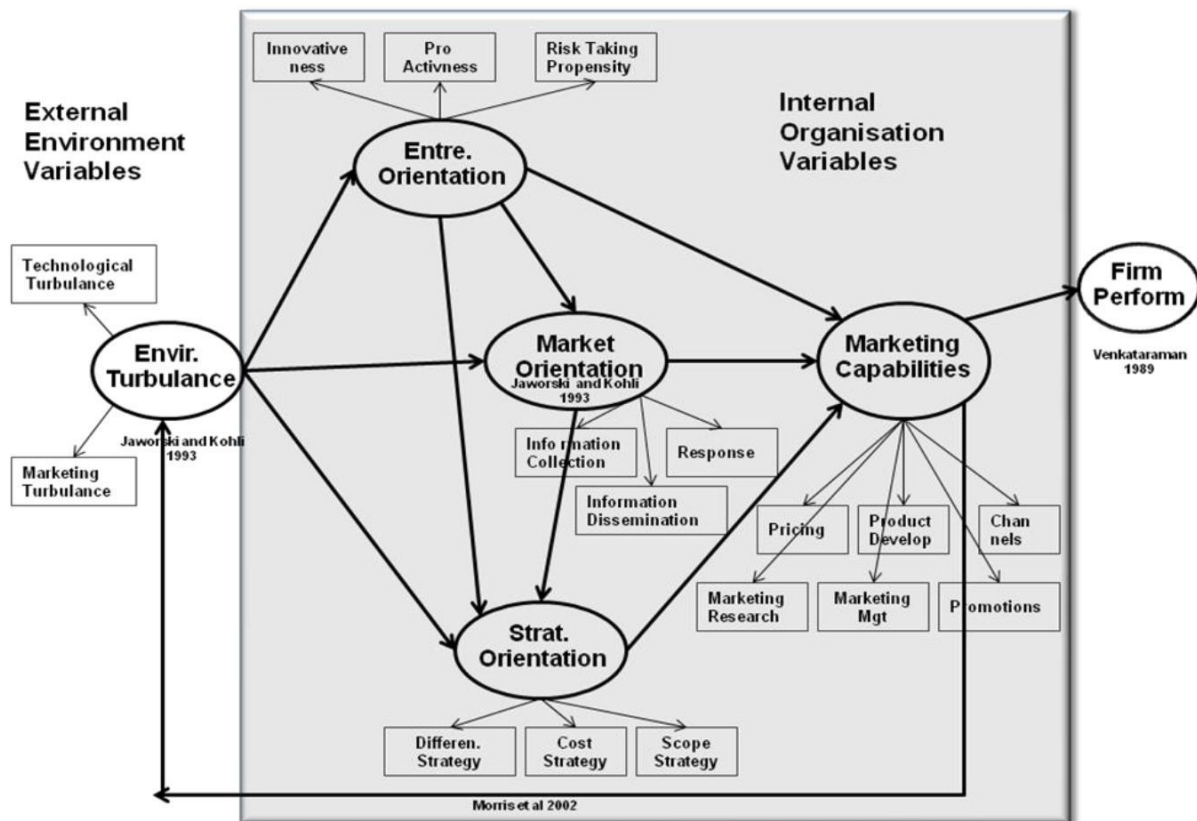 Innovative
ness
Pro
Activness
Risk Taking
Propensity
External
Environment
Variables
Internal
Organisation
Variables
Entre.
Orientation
Technological
Turbulance
Firm
Perform
Venkataraman
1989
Envir.
Turbulance
Jaworski and Kohli
1993
Market
Orientation
Jaworski and Kohli
1993
Marketing
Capabilities
Marketing
Turbulance
Information
Collection
Response
Information
Dissemination
Pricing
Product
Develop
Chan
nels
Marketing
Research
Marketing
Mgt
Promotions
Strat.
Orientation
Differen.
Strategy
Cost
Strategy
Scope
Strategy
Morris et al 2002